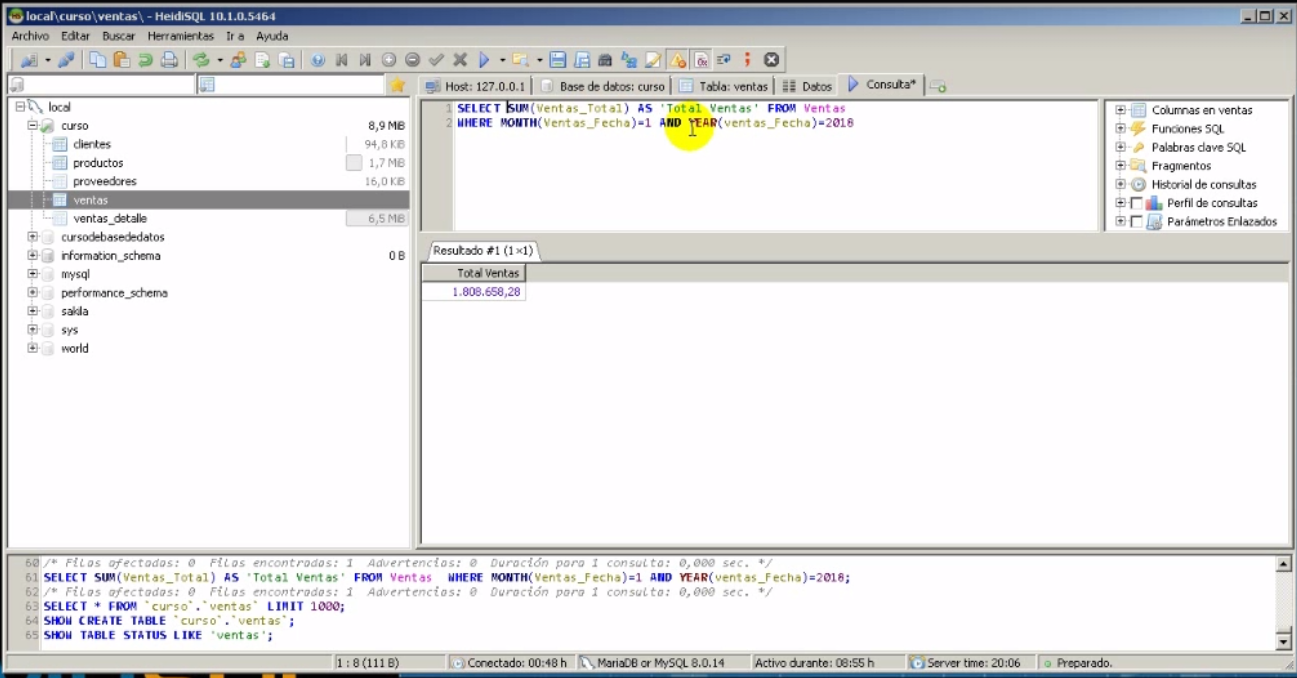 local\curso\ventas\ - HeidiSQL 10.1.0.5464
Archivo Editar Buscar Herramientas Ir a Ayuda
Host: 127.0.0.1 Base de datos: curso Tabla: ventas Datos Consulta*
local
curso 8,9 MiB
clientes 94,8 KiB
productos 1,7 MiB
proveedores 16,0 KiB
ventas
ventas_detalle 6,5 MiB
cursodebasededatos
information_schema 0 B
mysql
performance_schema
sakila
sys
world
1 SELECT SUM(Ventas_Total) AS 'Total Ventas' FROM Ventas
2 WHERE MONTH(Ventas_Fecha)=1 AND YEAR(ventas_Fecha)=2018
Columnas en ventas
Funciones SQL
Palabras clave SQL
Fragmentos
Historial de consultas
Perfil de consultas
Parámetros Enlazados
Resultado #1 (1×1)
Total Ventas
1.808.658,28
60 /* Filas afectadas: 0 Filas encontradas: 1 Advertencias: 0 Duración para 1 consulta: 0,000 sec. */
61 SELECT SUM(Ventas_Total) AS 'Total Ventas' FROM Ventas WHERE MONTH(Ventas_Fecha)=1 AND YEAR(ventas_Fecha)=2018;
62 /* Filas afectadas: 0 Filas encontradas: 1 Advertencias: 0 Duración para 1 consulta: 0,000 sec. */
63 SELECT * FROM `curso`.`ventas` LIMIT 1000;
64 SHOW CREATE TABLE `curso`.`ventas`;
65 SHOW TABLE STATUS LIKE 'ventas';
1 : 8 (111 B) Conectado: 00:48 h MariaDB or MySQL 8.0.14 Activo durante: 08:55 h Server time: 20:06 Preparado.